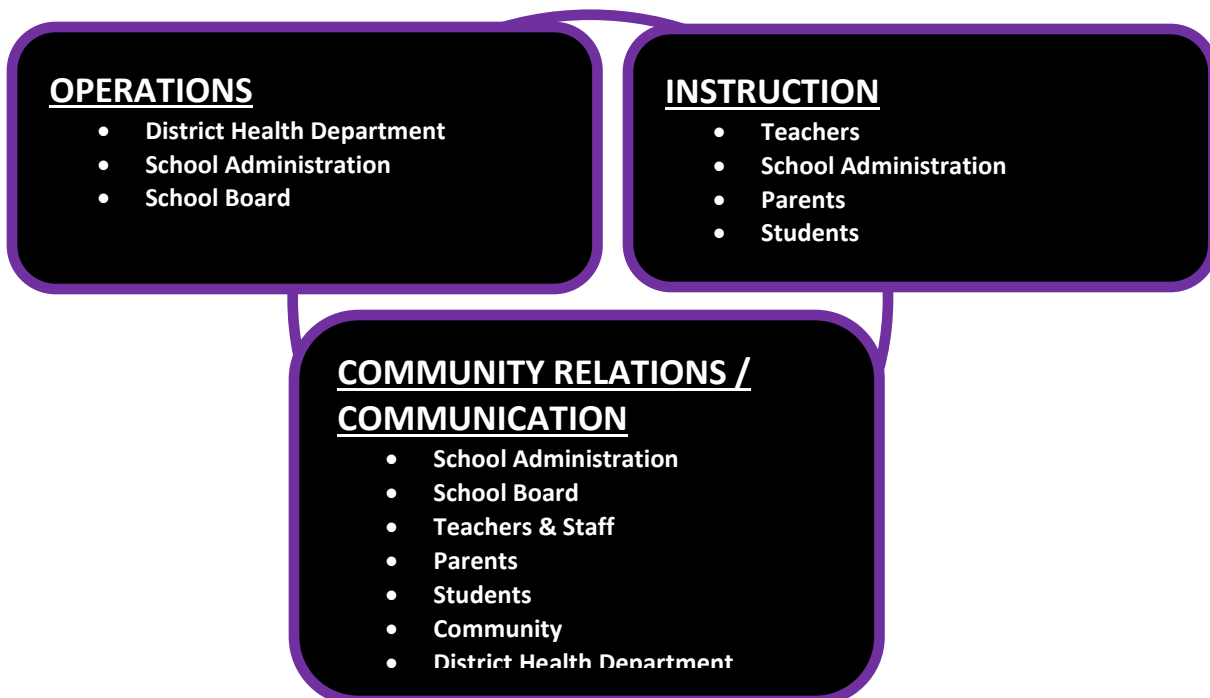 OPERATIONS
• District Health Department
• School Administration
• School Board
INSTRUCTION
• Teachers
• School Administration
• Parents
• Students
COMMUNITY RELATIONS /
COMMUNICATION
• School Administration
• School Board
• Teachers & Staff
• Parents
• Students
• Community
• District Health Department